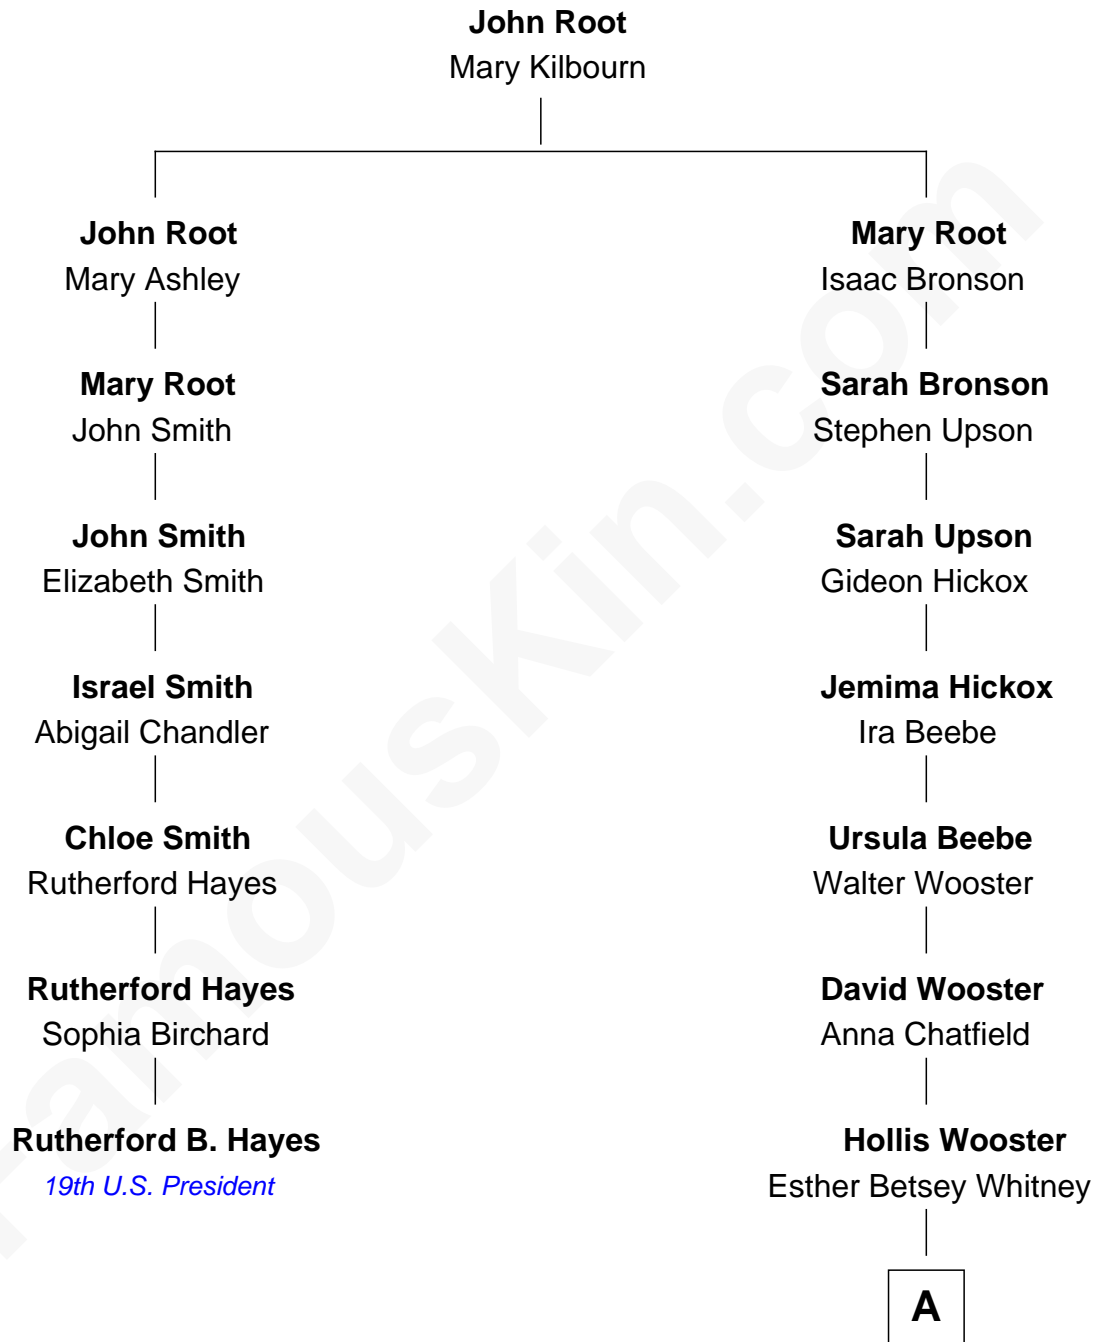 John Root
Mary Kilbourn
John Root
Mary Ashley
Mary Root
Isaac Bronson
Mary Root
John Smith
Sarah Bronson
Stephen Upson
John Smith
Elizabeth Smith
Sarah Upson
Gideon Hickox
Israel Smith
Abigail Chandler
Jemima Hickox
Ira Beebe
Chloe Smith
Rutherford Hayes
Ursula Beebe
Walter Wooster
Rutherford Hayes
Sophia Birchard
David Wooster
Anna Chatfield
Rutherford B. Hayes
19th U.S. President
Hollis Wooster
Esther Betsey Whitney
A
FamousKin.com